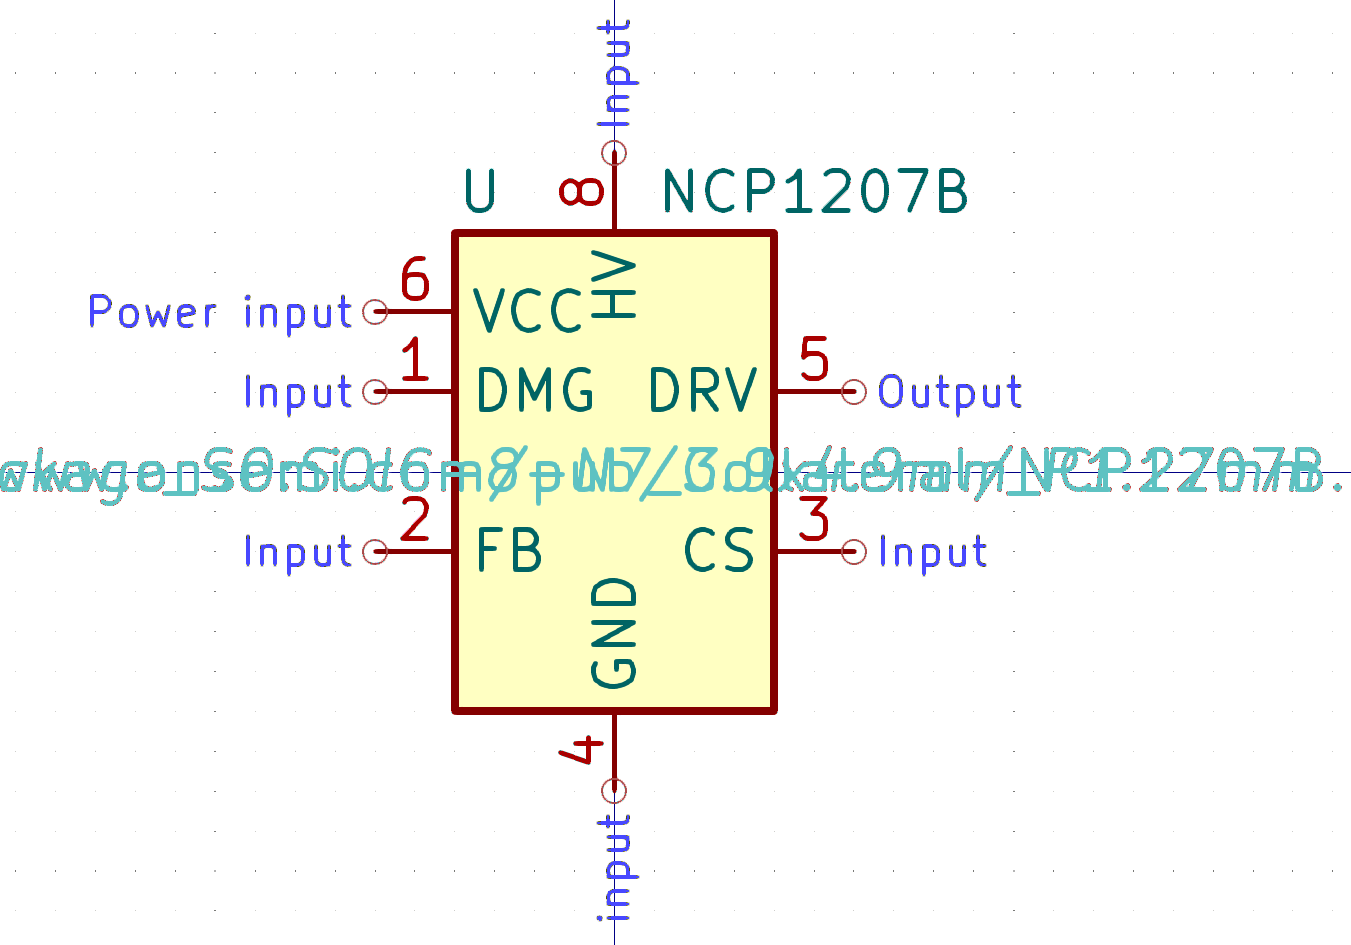 Input
U 8 NCP1207B
HV
6
Power input VCC
1 5
Input DMG DRV Output
2 3
Input FB CS Input
GND
4
input